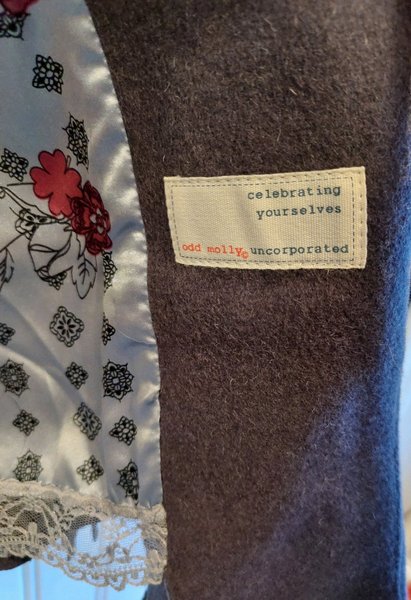 celebrating
yourselves
odd molly© uncorporated